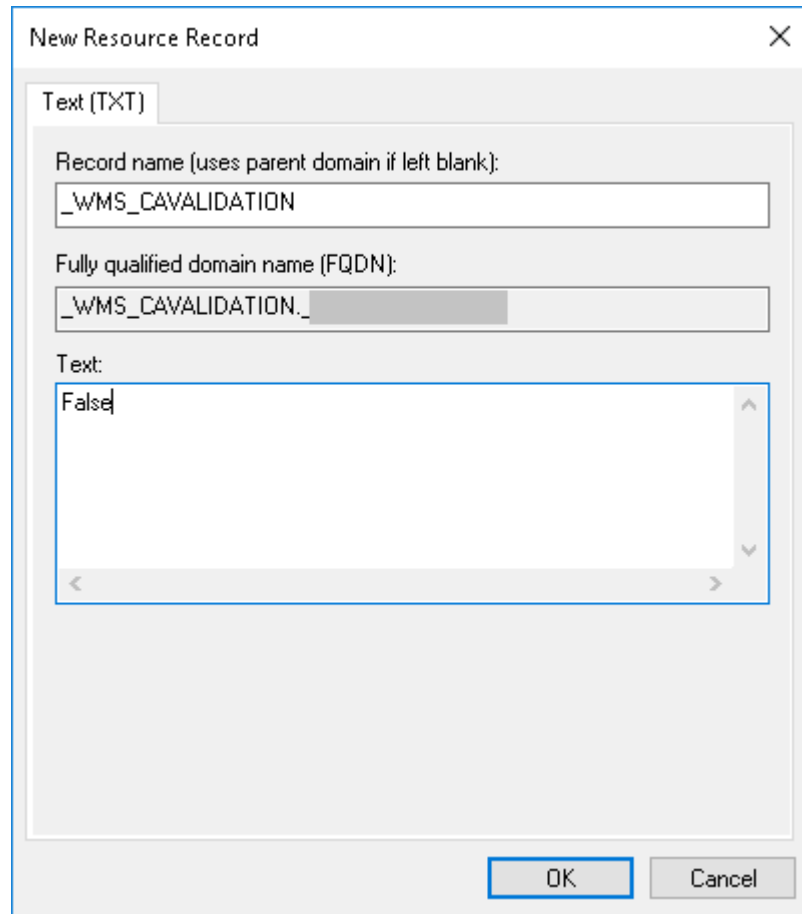 New Resource Record
Text (TXT)
Record name (uses parent domain if left blank):
_WMS_CAVALIDATION
Fully qualified domain name (FQDN):
_WMS_CAVALIDATION._
Text:
False
OK
Cancel